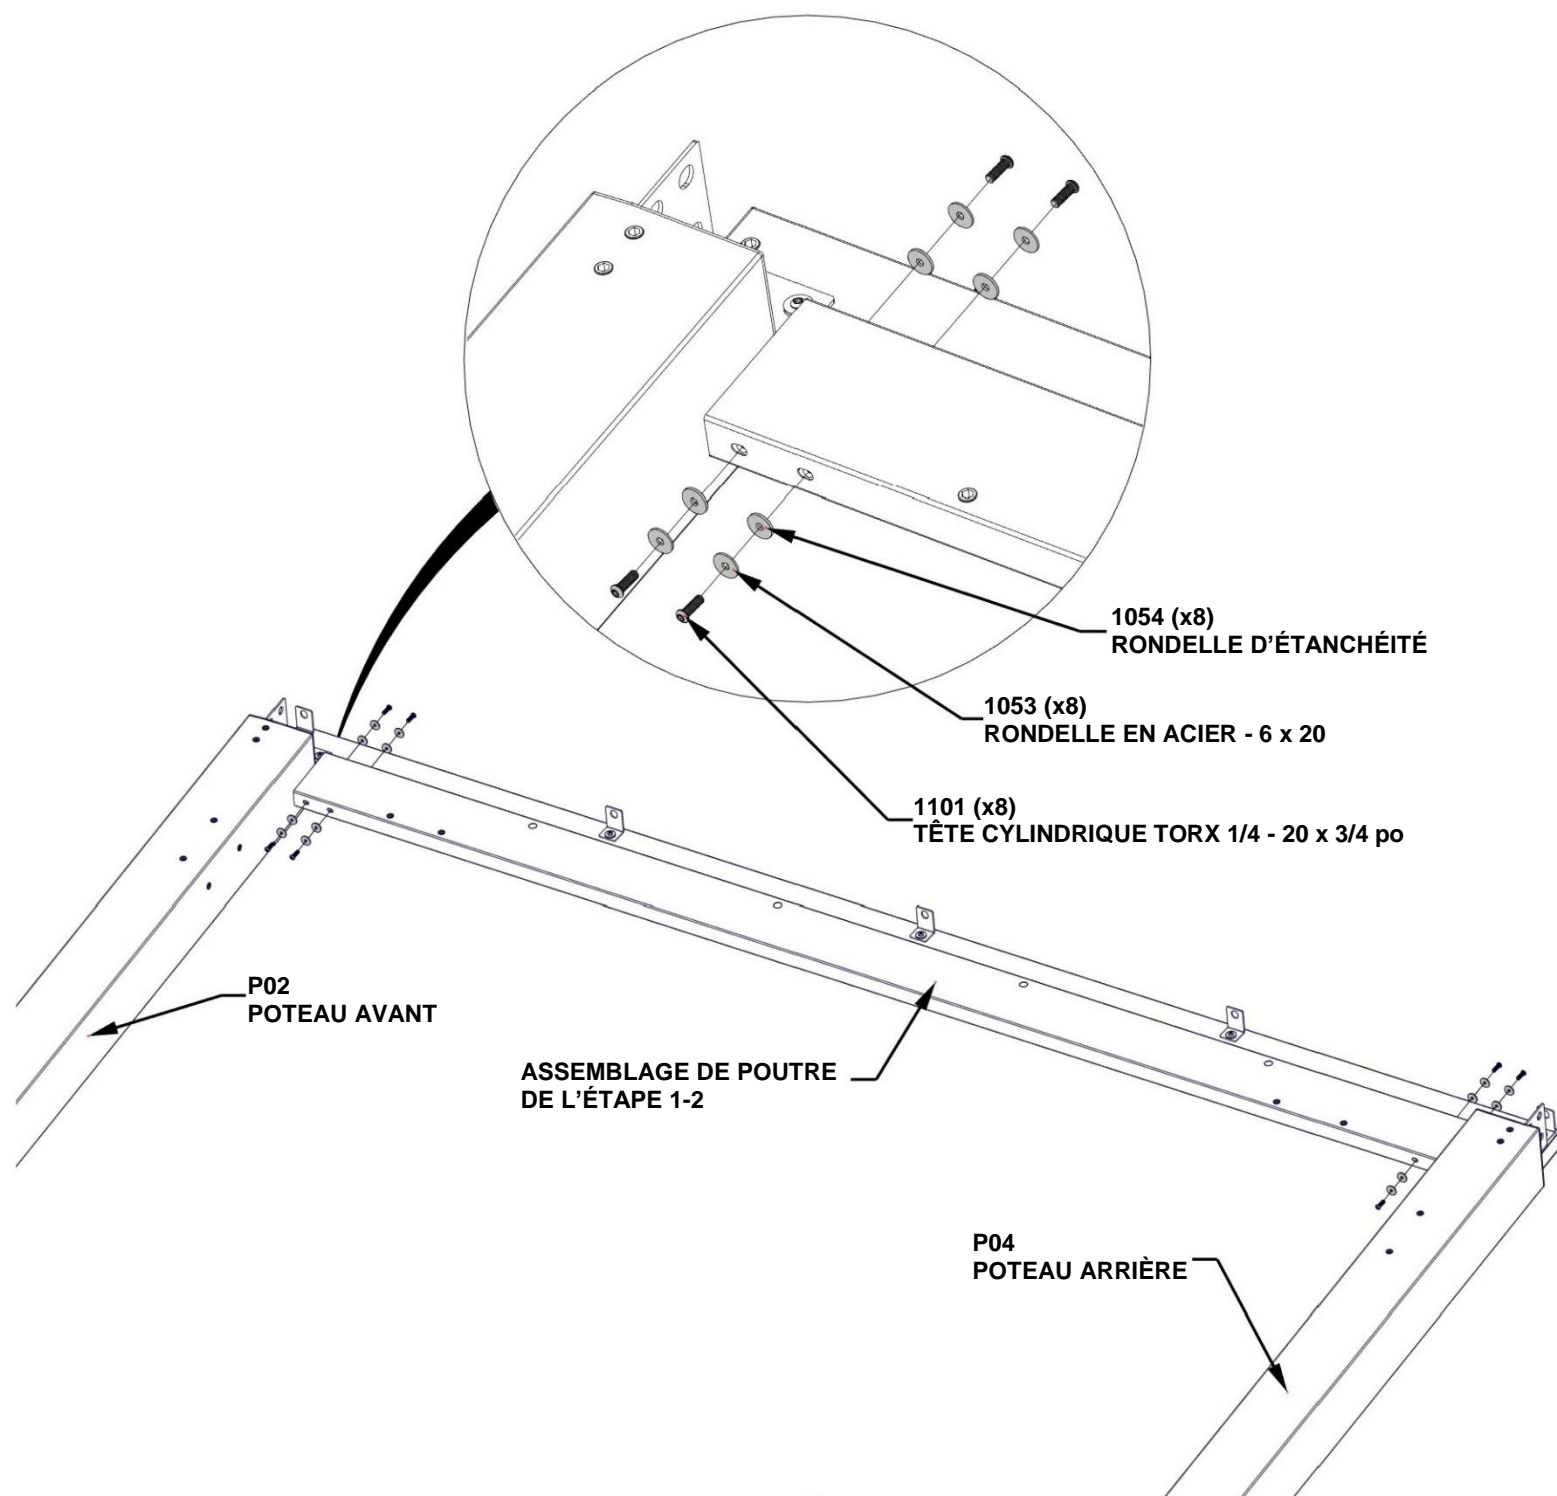 1054 (x8)
RONDELLE D’ÉTANCHÉITÉ
1053 (x8)
RONDELLE EN ACIER - 6 x 20
1101 (x8)
TÊTE CYLINDRIQUE TORX 1/4 - 20 x 3/4 po
P02
POTEAU AVANT
ASSEMBLAGE DE POUTRE
DE L’ÉTAPE 1-2
P04
POTEAU ARRIÈRE